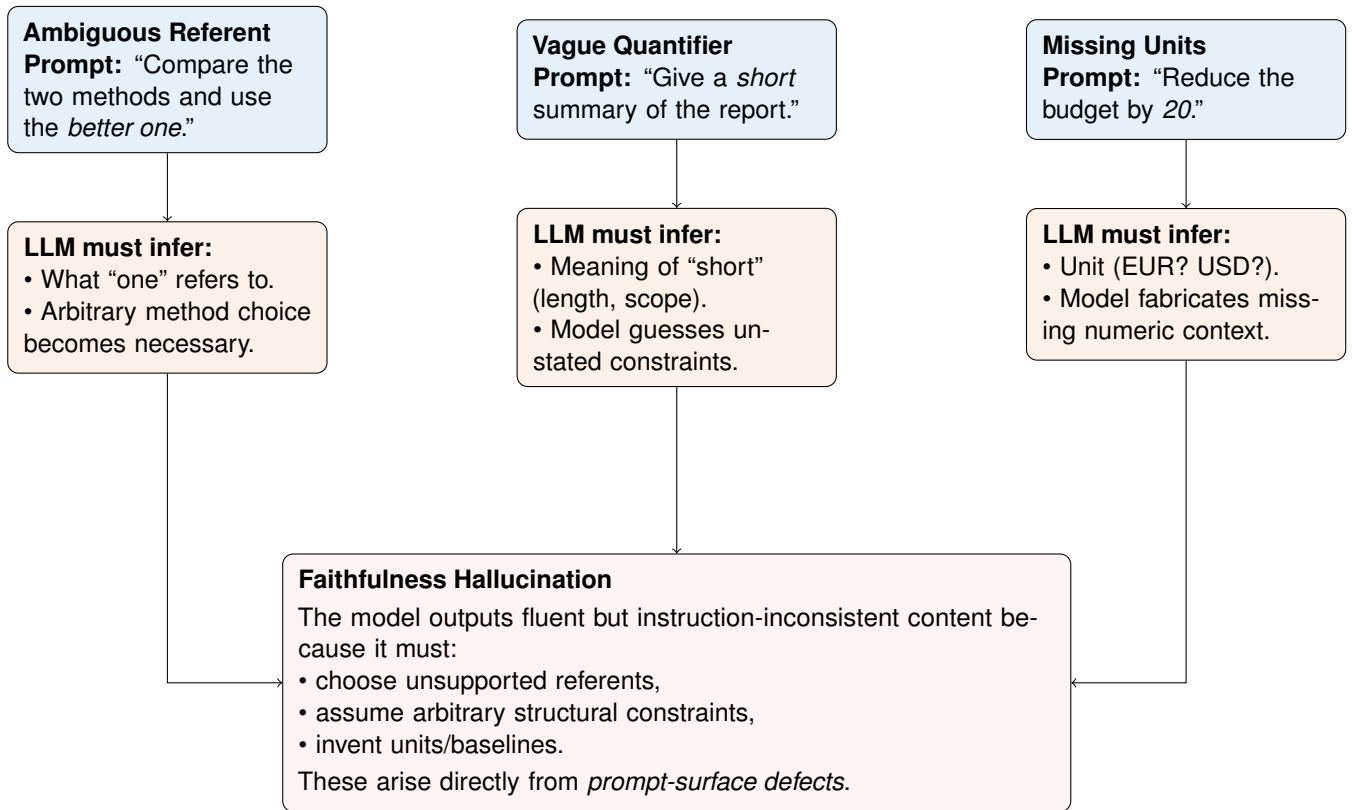 Ambiguous Referent
Prompt: “Compare the
two methods and use
the better one.”
Vague Quantifier
Prompt: “Give a short
summary of the report.”
Missing Units
Prompt: “Reduce the
budget by 20.”
LLM must infer:
• What “one” refers to.
• Arbitrary method choice
becomes necessary.
LLM must infer:
• Meaning of “short”
(length, scope).
• Model guesses un-
stated constraints.
LLM must infer:
• Unit (EUR? USD?).
• Model fabricates miss-
ing numeric context.
Faithfulness Hallucination
The model outputs fluent but instruction-inconsistent content be-
cause it must:
• choose unsupported referents,
• assume arbitrary structural constraints,
• invent units/baselines.
These arise directly from prompt-surface defects.